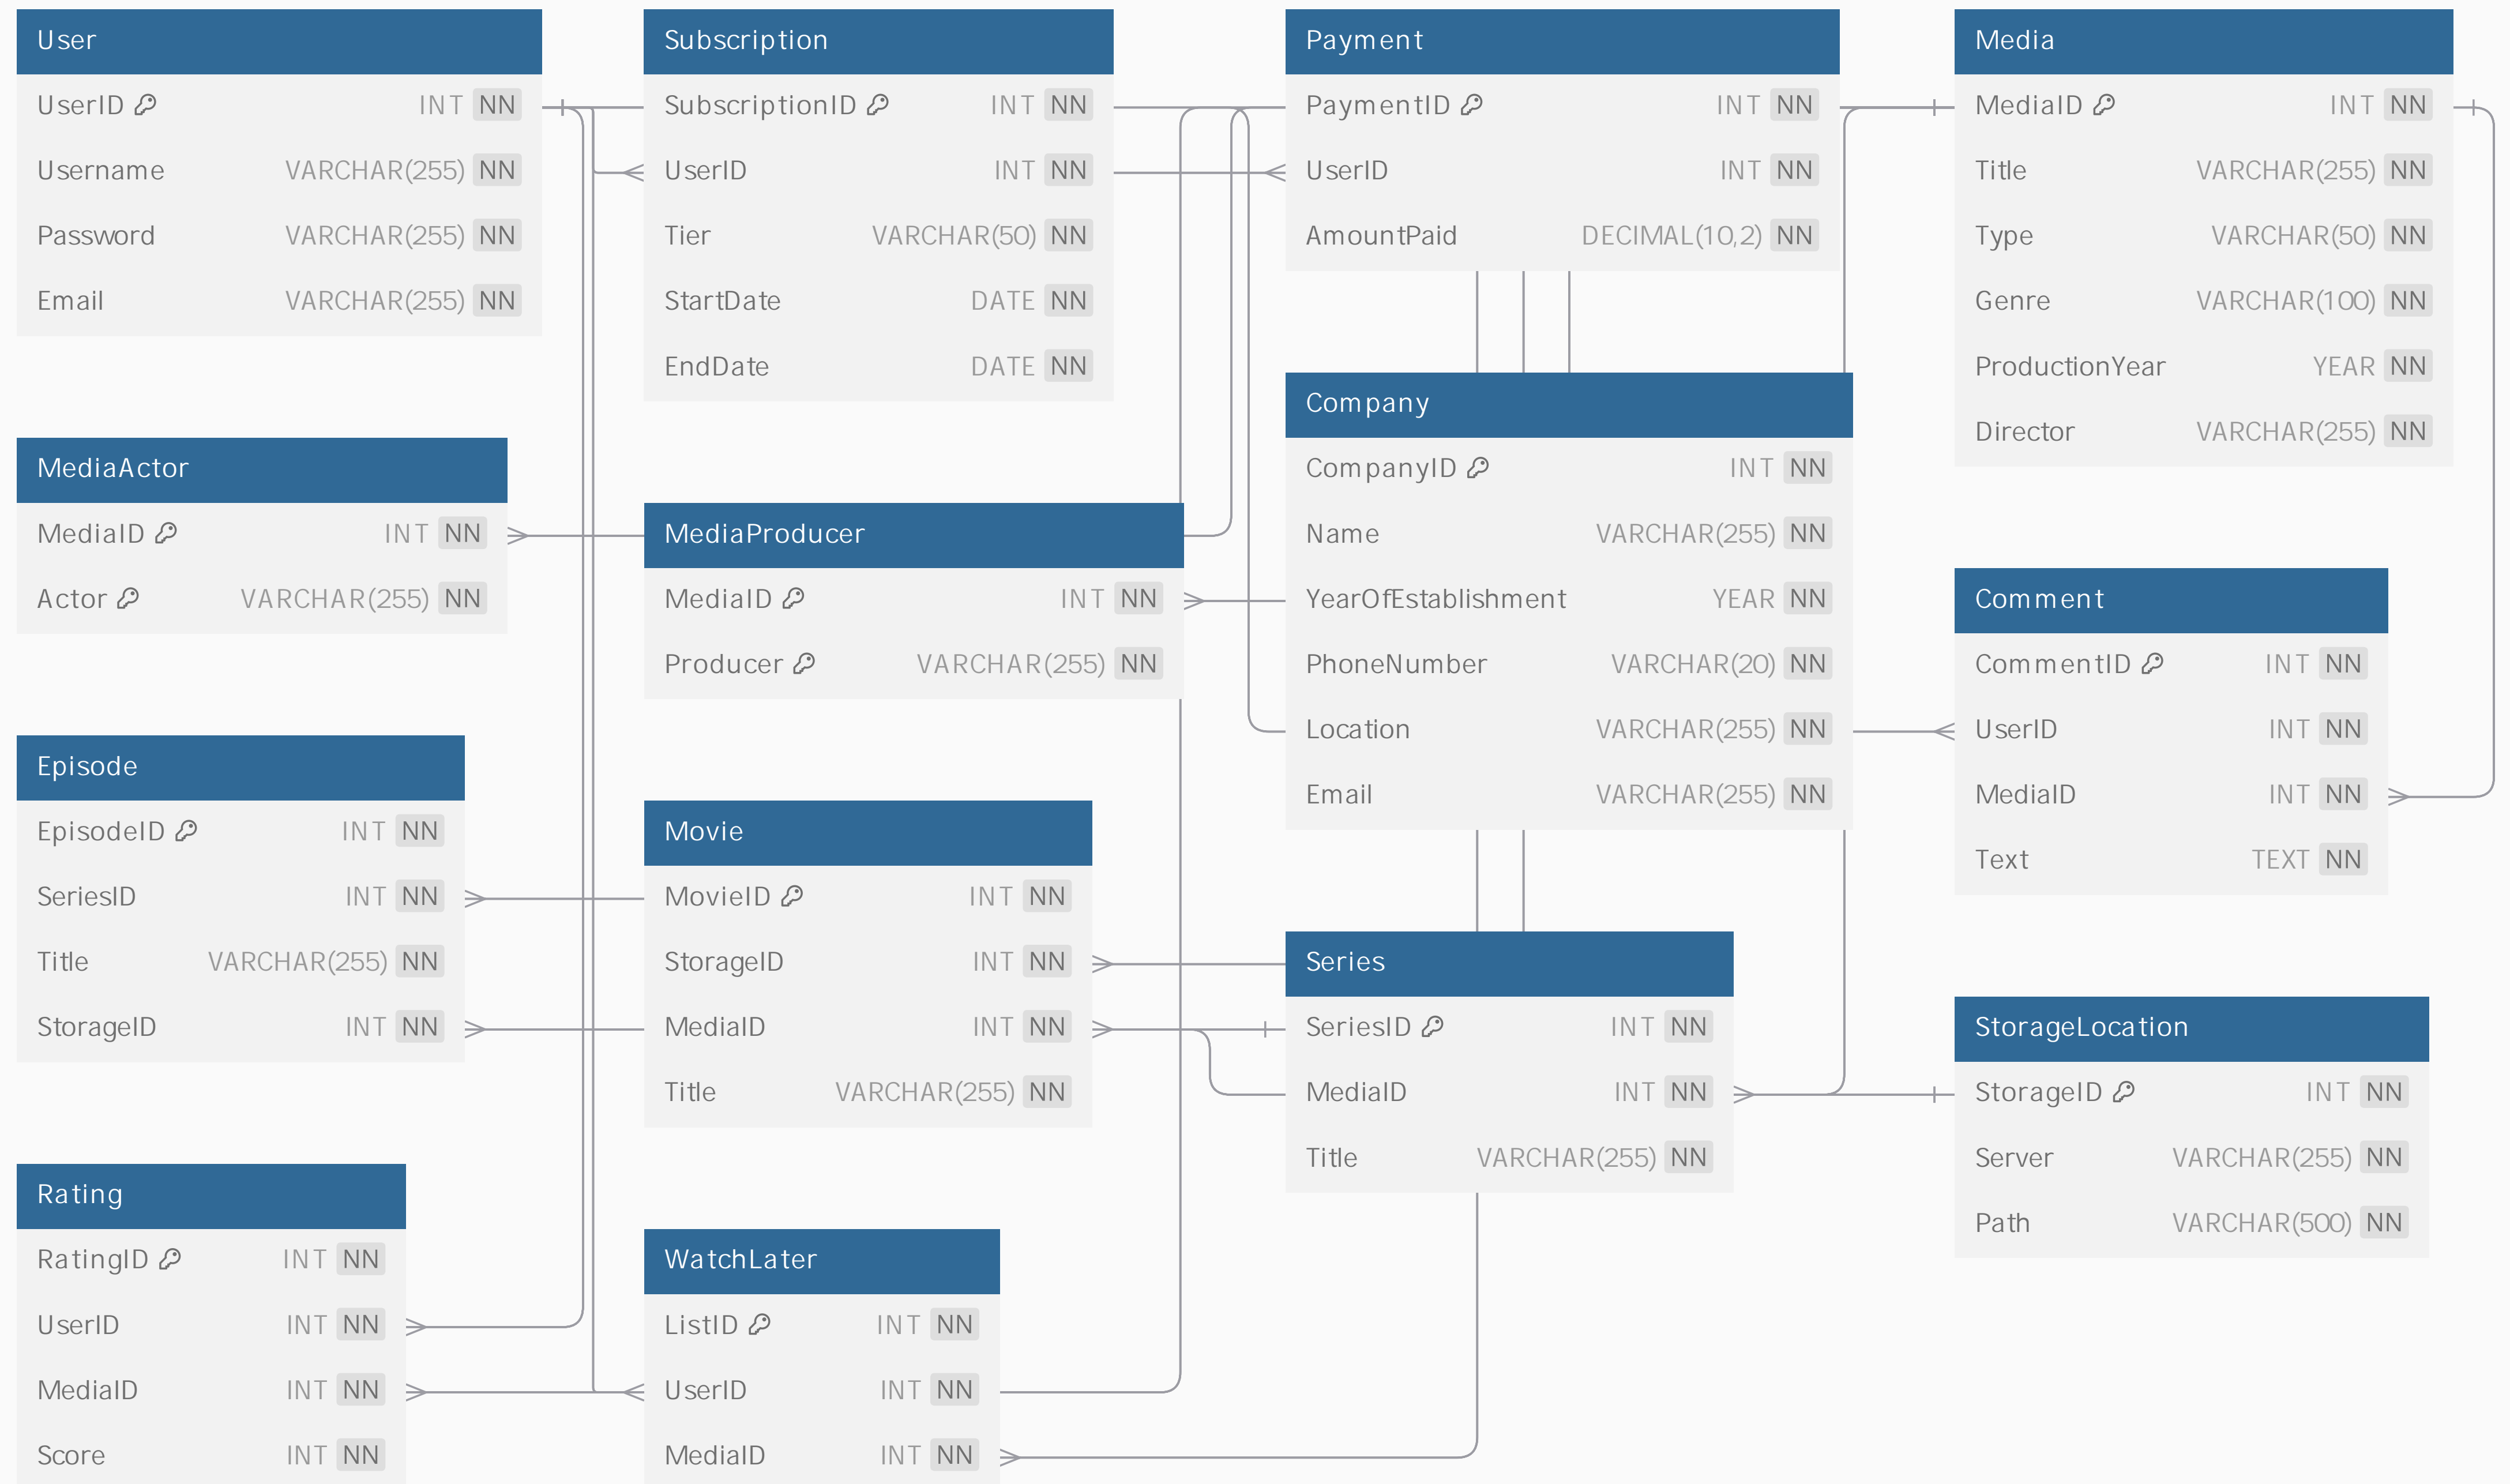 User
UserID INT NN
Username VARCHAR(255) NN
Password VARCHAR(255) NN
Email VARCHAR(255) NN
Subscription
SubscriptionID INT NN
UserID INT NN
Tier VARCHAR(50) NN
StartDate DATE NN
EndDate DATE NN
Payment
PaymentID INT NN
UserID INT NN
AmountPaid DECIMAL(10,2) NN
Media
MediaID INT NN
Title VARCHAR(255) NN
Type VARCHAR(50) NN
Genre VARCHAR(100) NN
ProductionYear YEAR NN
Director VARCHAR(255) NN
MediaActor
MediaID INT NN
Actor VARCHAR(255) NN
MediaProducer
MediaID INT NN
Producer VARCHAR(255) NN
Company
CompanyID INT NN
Name VARCHAR(255) NN
YearOfEstablishment YEAR NN
PhoneNumber VARCHAR(20) NN
Location VARCHAR(255) NN
Email VARCHAR(255) NN
Comment
CommentID INT NN
UserID INT NN
MediaID INT NN
Text TEXT NN
Episode
EpisodeID INT NN
SeriesID INT NN
Title VARCHAR(255) NN
StorageID INT NN
Movie
MovieID INT NN
StorageID INT NN
MediaID INT NN
Title VARCHAR(255) NN
Series
SeriesID INT NN
MediaID INT NN
Title VARCHAR(255) NN
StorageLocation
StorageID INT NN
Server VARCHAR(255) NN
Path VARCHAR(500) NN
Rating
RatingID INT NN
UserID INT NN
MediaID INT NN
Score INT NN
WatchLater
ListID INT NN
UserID INT NN
MediaID INT NN